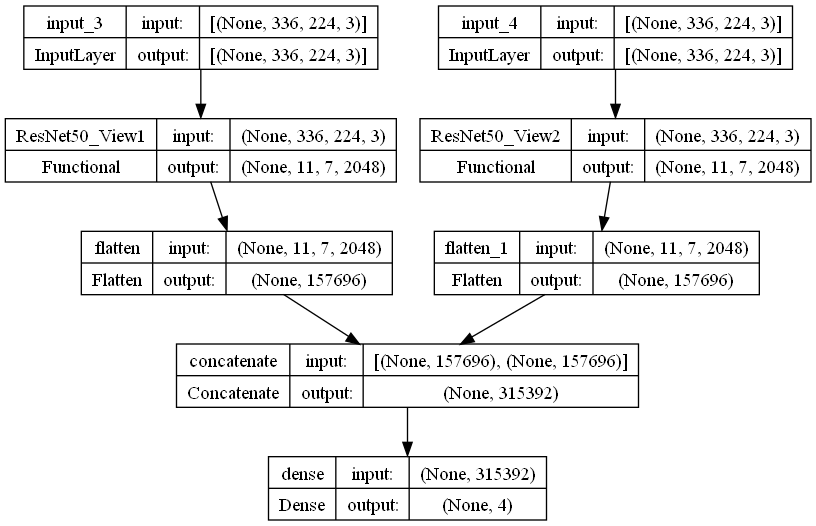 input_3 input: [(None, 336, 224, 3)]
InputLayer output: [(None, 336, 224, 3)]
input_4 input: [(None, 336, 224, 3)]
InputLayer output: [(None, 336, 224, 3)]
ResNet50_View1 input: (None, 336, 224, 3)
Functional output: (None, 11, 7, 2048)
ResNet50_View2 input: (None, 336, 224, 3)
Functional output: (None, 11, 7, 2048)
flatten input: (None, 11, 7, 2048)
Flatten output: (None, 157696)
flatten_1 input: (None, 11, 7, 2048)
Flatten output: (None, 157696)
concatenate input: [(None, 157696), (None, 157696)]
Concatenate output: (None, 315392)
dense input: (None, 315392)
Dense output: (None, 4)